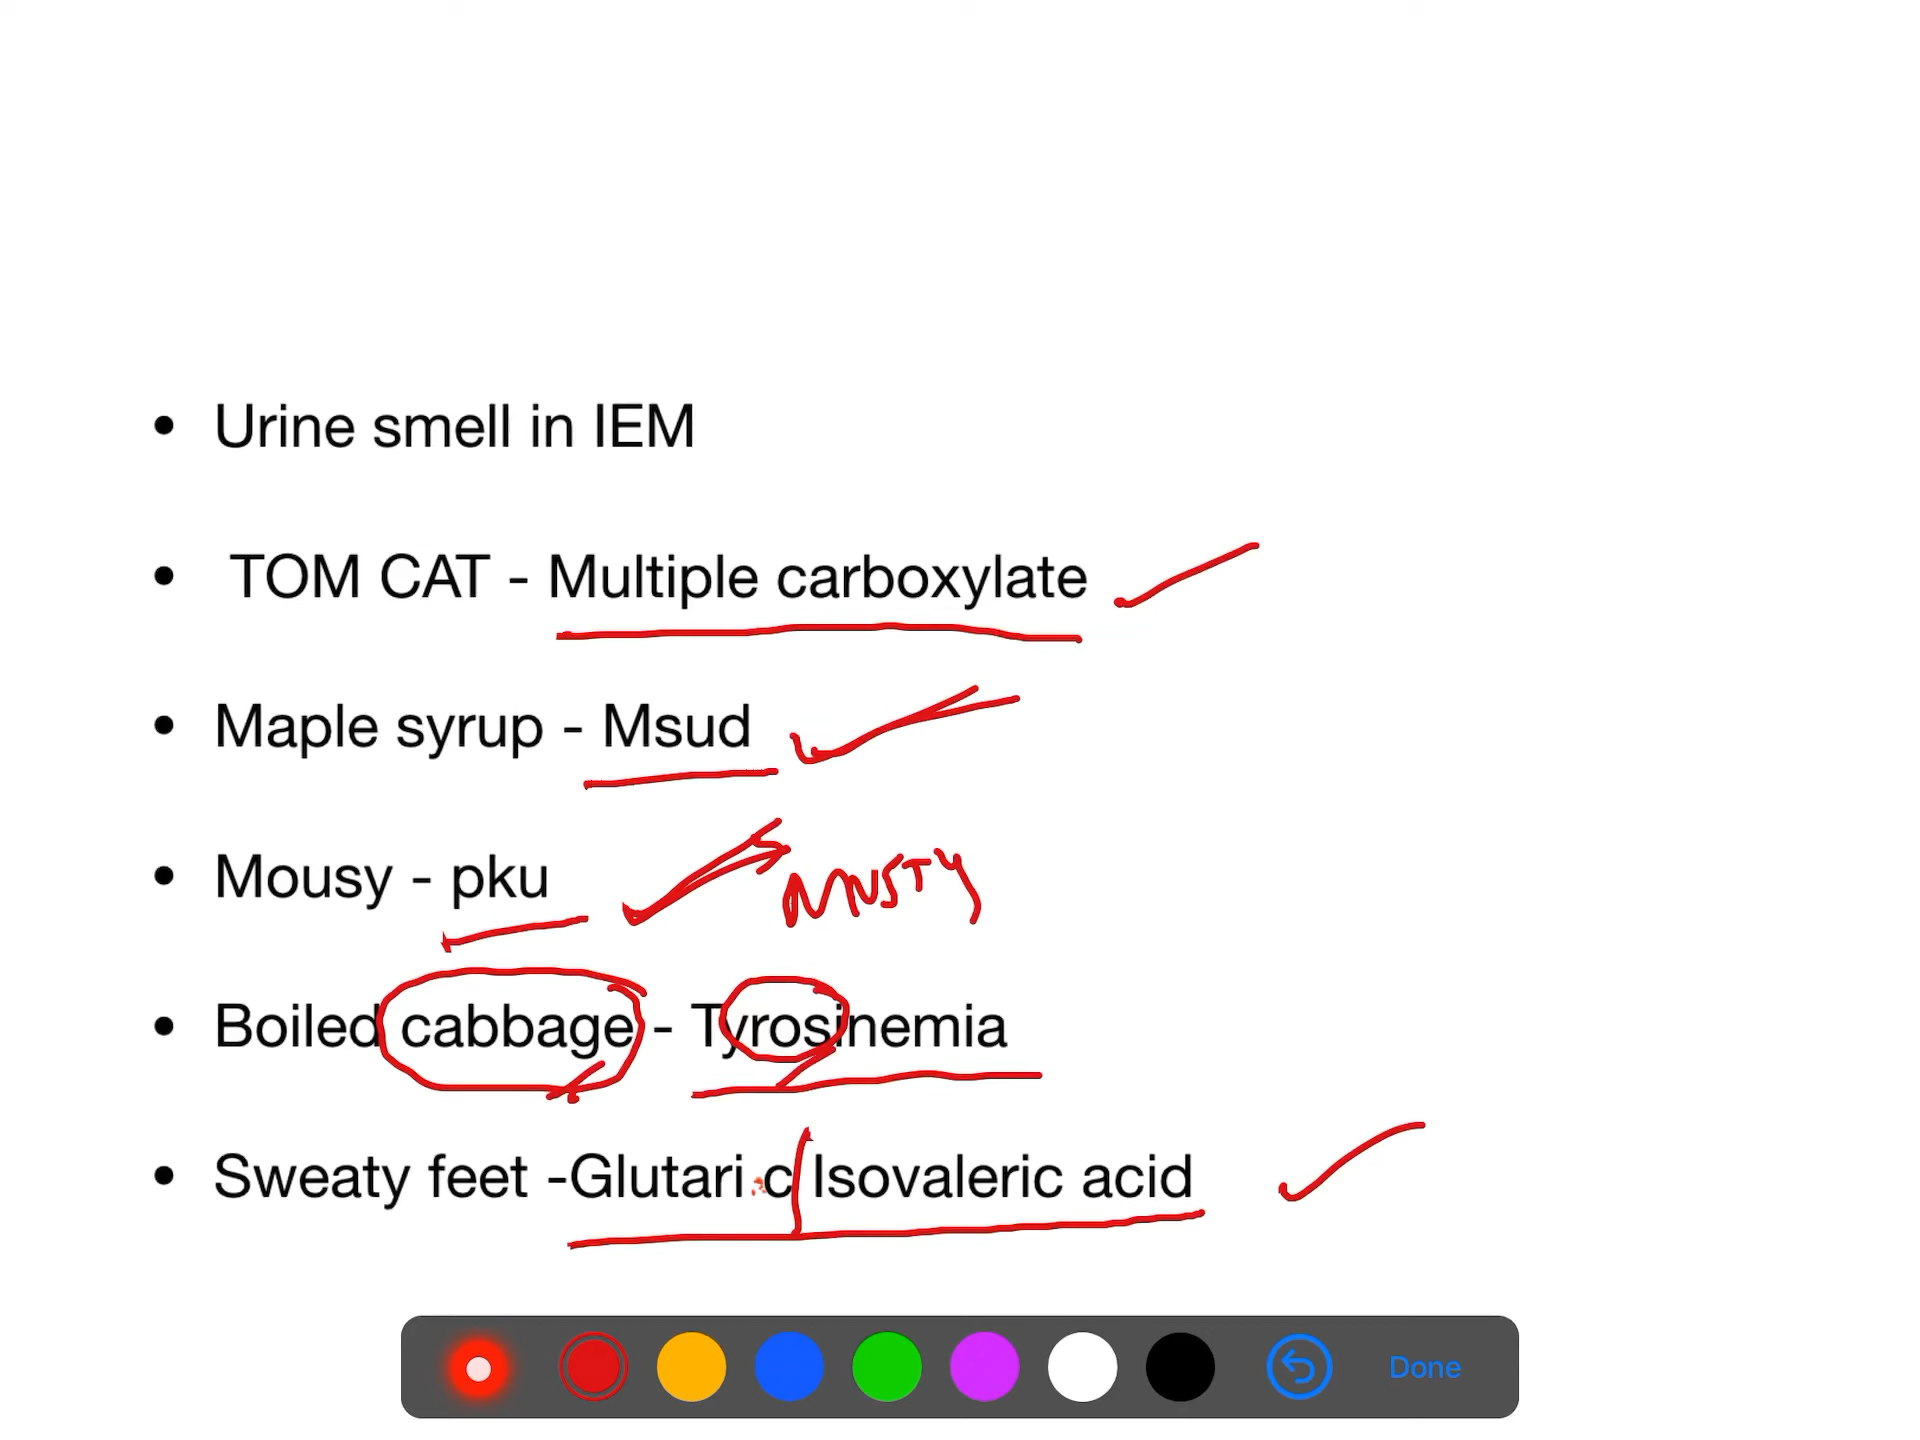 • Urine smell in IEM
• TOM CAT - Multiple carboxylate
• Maple syrup - Msud
• Mousy - pku MUSTY
• Boiled cabbage - Tyrosinemia
• Sweaty feet -Glutari c Isovaleric acid
Done